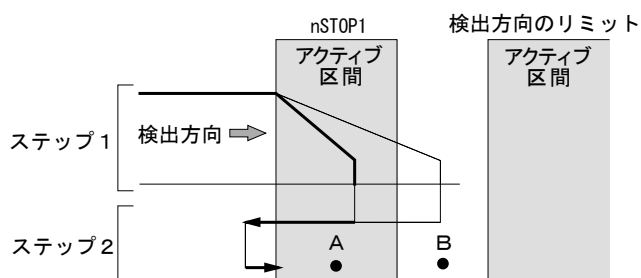 nSTOP1
検出方向のリミット
アクティブ
区間
アクティブ
区間
ステップ1
検出方向
ステップ2
A
B